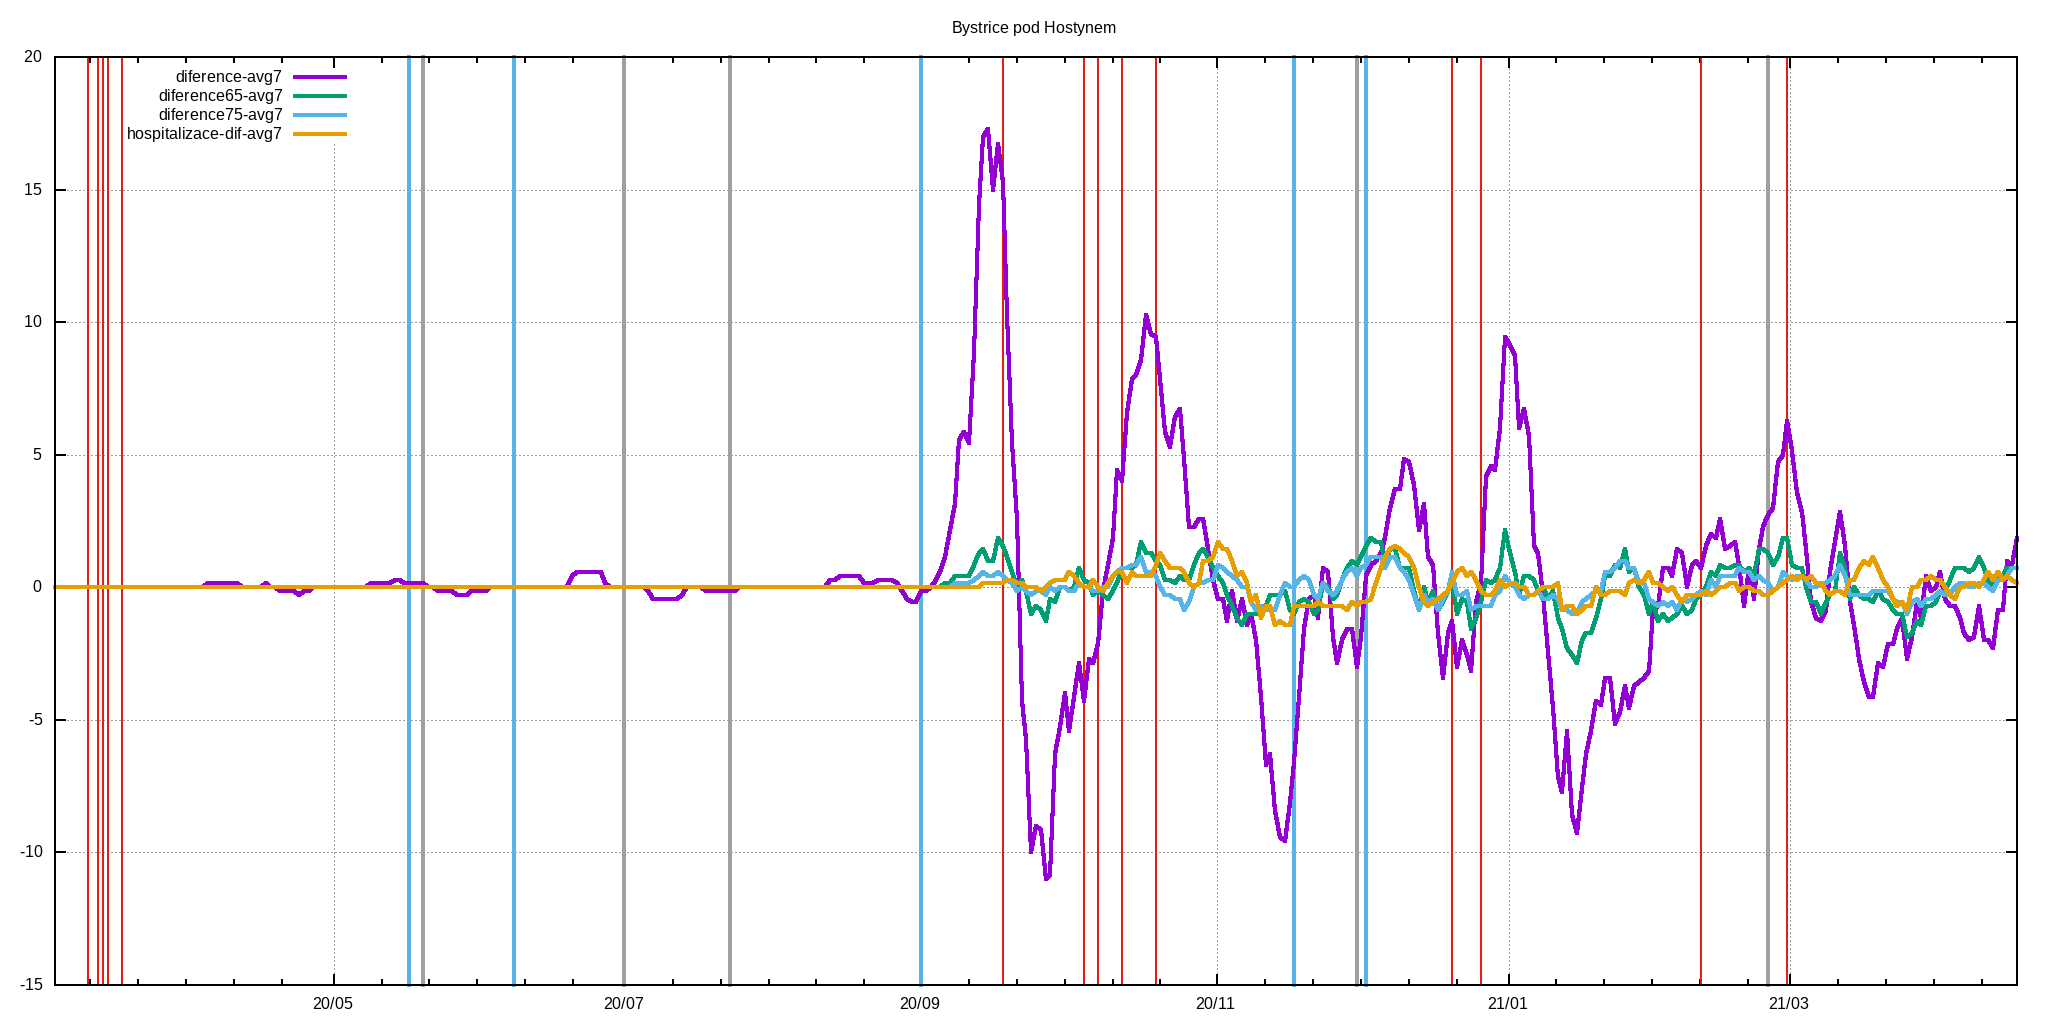 Bystrice pod Hostynem
20
diference-avg7
diference65-avg7
diference75-avg7
hospitalizace-dif-avg7
15
10
5
0
-5
-10
-15
20/05 20/07 20/09 20/11 21/01 21/03